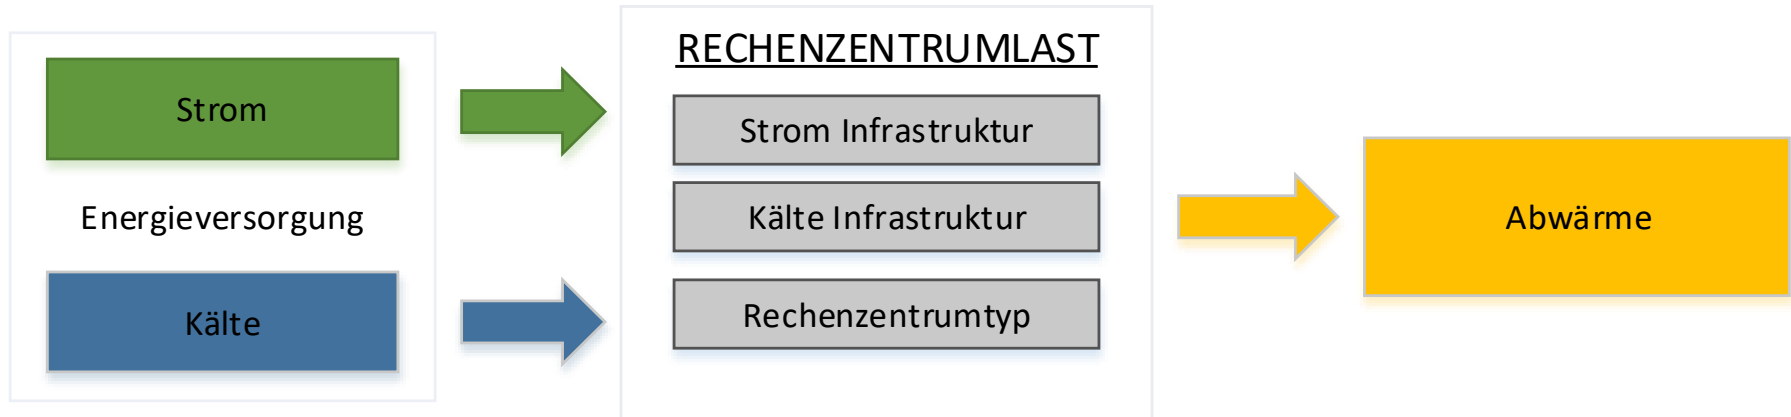 Strom
Energieversorgung
Kälte
RECHENZENTRUMLAST
Strom Infrastruktur
Kälte Infrastruktur
Rechenzentrumtyp
Abwärme